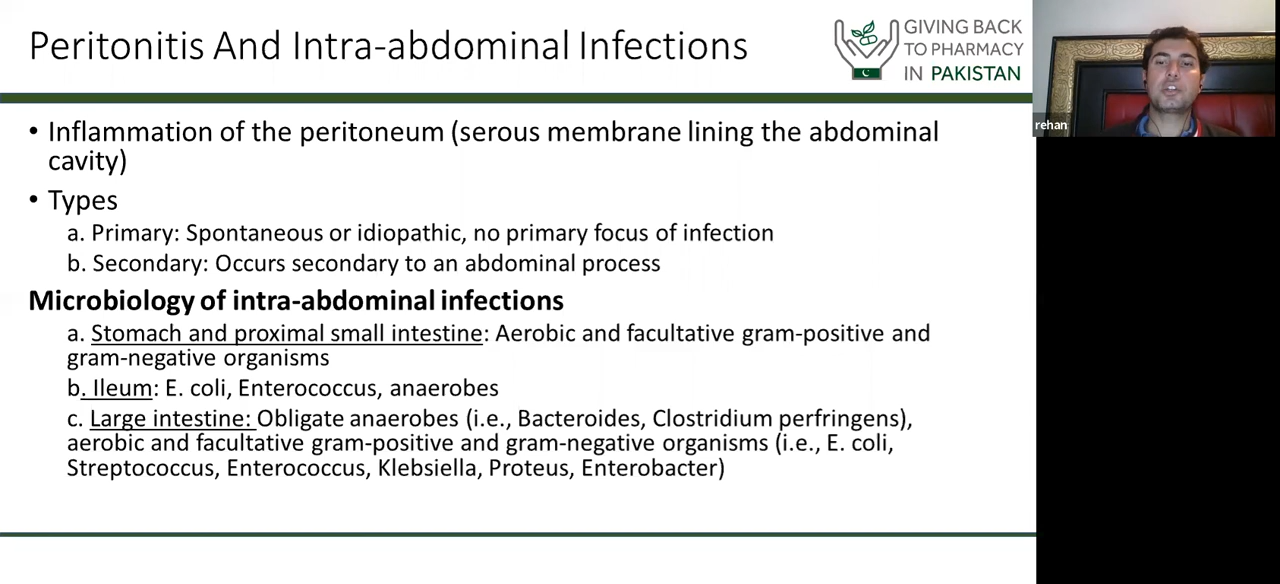 Peritonitis And Intra-abdominal Infections
GIVING BACK
TO PHARMACY
IN PAKISTAN
rehan
• Inflammation of the peritoneum (serous membrane lining the abdominal
cavity)
• Types
a. Primary: Spontaneous or idiopathic, no primary focus of infection
b. Secondary: Occurs secondary to an abdominal process
Microbiology of intra-abdominal infections
a. Stomach and proximal small intestine: Aerobic and facultative gram-positive and
gram-negative organisms
b. Ileum: E. coli, Enterococcus, anaerobes
c. Large intestine: Obligate anaerobes (i.e., Bacteroides, Clostridium perfringens),
aerobic and facultative gram-positive and gram-negative organisms (i.e., E. coli,
Streptococcus, Enterococcus, Klebsiella, Proteus, Enterobacter)